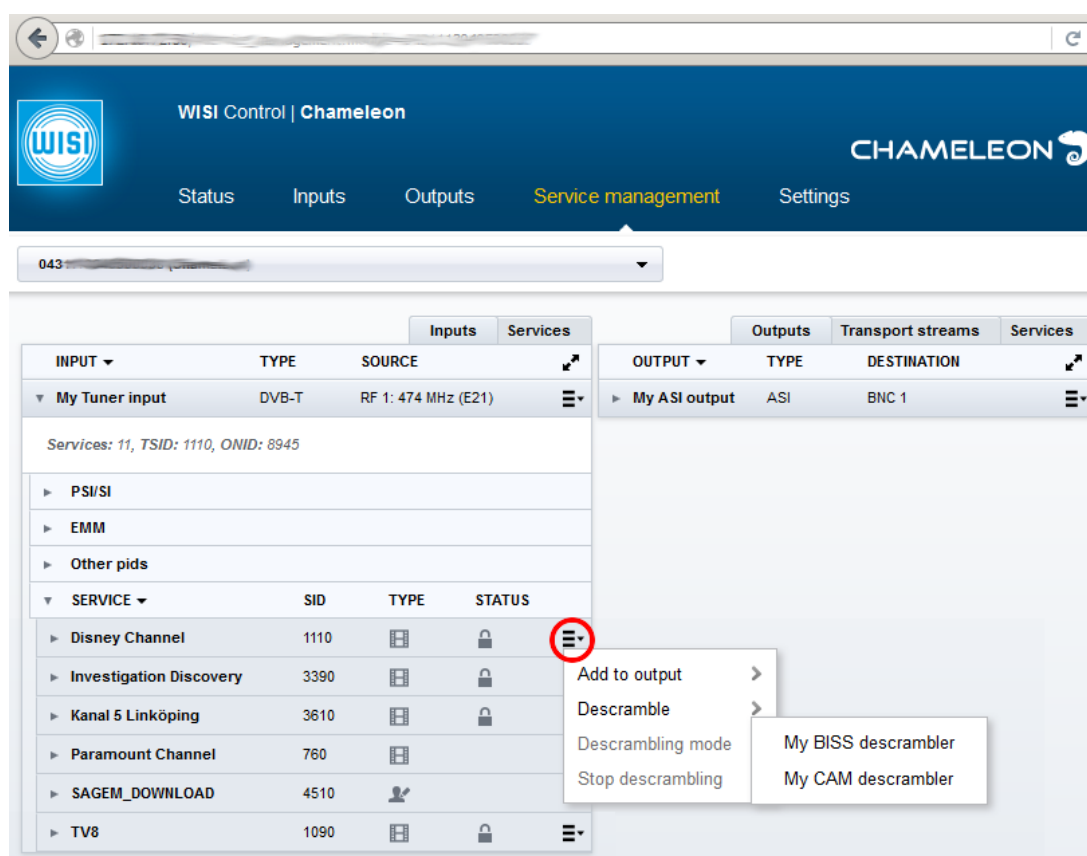 WISI Control | Chameleon
WISI
CHAMELEON
Status Inputs Outputs Service management Settings
043
Inputs Services
INPUT TYPE SOURCE
My Tuner input DVB-T RF 1: 474 MHz (E21)
Services: 11, TSID: 1110, ONID: 8945
PSI/SI
EMM
Other pids
SERVICE SID TYPE STATUS
Disney Channel 1110
Investigation Discovery 3390
Kanal 5 Linköping 3610
Paramount Channel 760
SAGEM_DOWNLOAD 4510
TV8 1090
Outputs Transport streams Services
OUTPUT TYPE DESTINATION
My ASI output ASI BNC 1
Add to output
Descramble
Descrambling mode
Stop descrambling
My BISS descrambler
My CAM descrambler